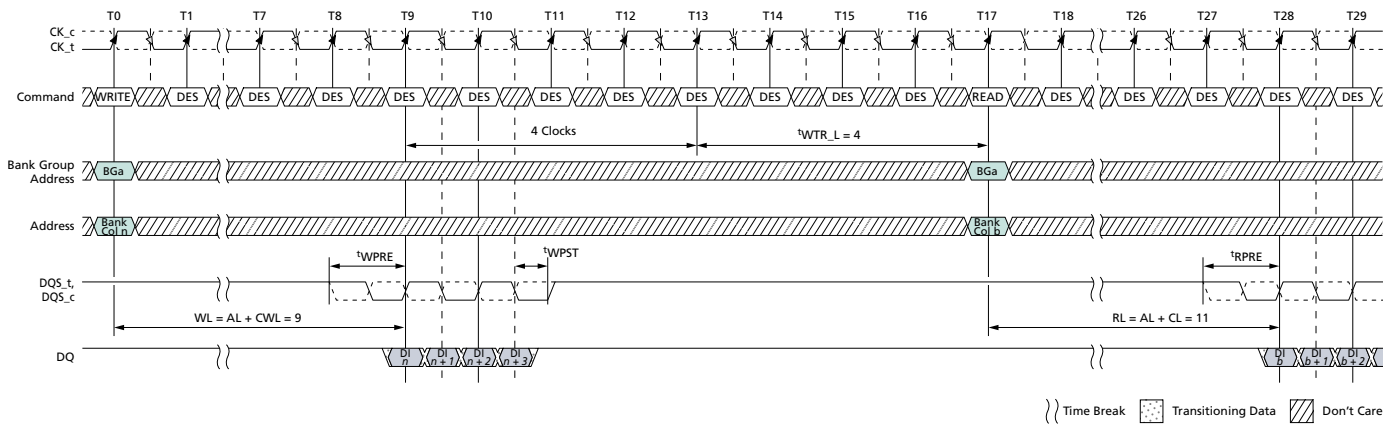 T0 T1 T7 T8 T9 T10 T11 T12 T13 T14 T15 T16 T17 T18 T26 T27 T28 T29
CK_c
CK_t
Command WRITE DES DES DES DES DES DES DES DES DES DES DES READ DES DES DES DES DES
4 Clocks tWTR_L = 4
Bank Group
Address
BGa BGa
Address
Bank
Col n
Bank
Col b
tWPRE tWPST tRPRE
DQS_t,
DQS_c
WL = AL + CWL = 9 RL = AL + CL = 11
DQ
DI
n
DI
n + 1
DI
n + 2
DI
n + 3
DI
b
DI
b + 1
DI
b + 2
Time Break Transitioning Data Don't Care